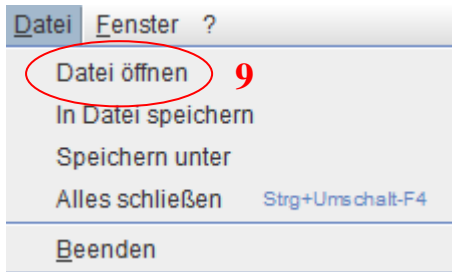 Datei Fenster ?
Datei öffnen 9
In Datei speichern
Speichern unter
Alles schließen Strg+Umschalt-F4
Beenden